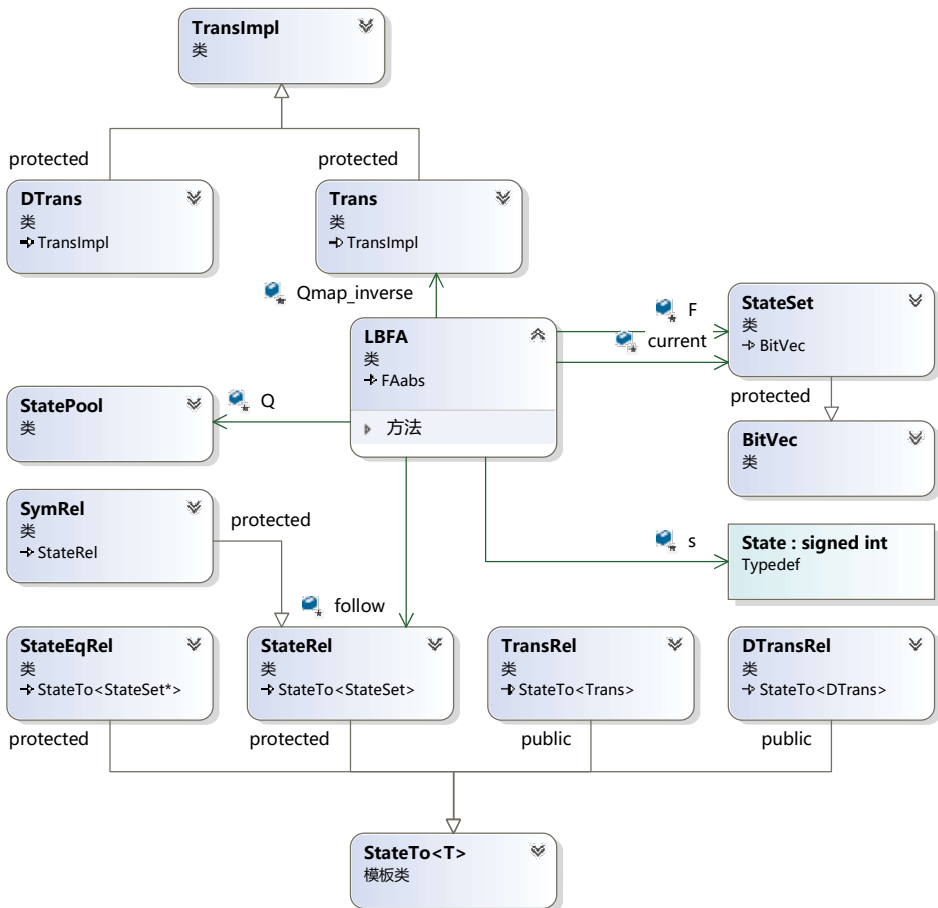 TransImpl
类
protected
protected
DTrans
类
TransImpl
Trans
类
TransImpl
Qmap_inverse
F
current
StateSet
类
BitVec
LBFA
类
FAabs
方法
Q
StatePool
类
protected
BitVec
类
SymRel
类
StateRel
protected
s
State : signed int
Typedef
follow
StateEqRel
类
StateTo<StateSet*>
StateRel
类
StateTo<StateSet>
TransRel
类
StateTo<Trans>
DTransRel
类
StateTo<DTrans>
protected
protected
public
public
StateTo<T>
模板类